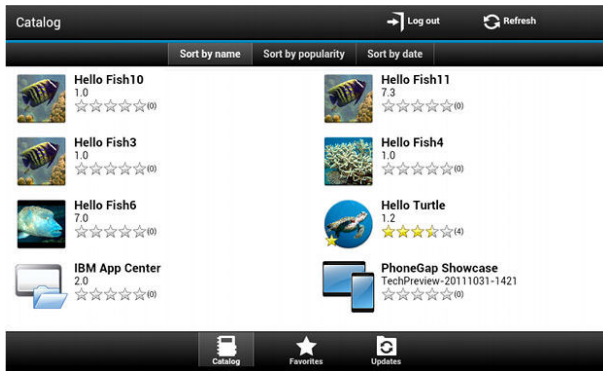 Catalog
Log out
Refresh
Sort by name
Sort by popularity
Sort by date
Hello Fish10
1.0
(0)
Hello Fish11
7.3
(0)
Hello Fish3
1.0
(0)
Hello Fish4
1.0
(0)
Hello Fish6
7.0
(0)
Hello Turtle
1.2
(4)
IBM App Center
2.0
(0)
PhoneGap Showcase
TechPreview-20111031-1421
(0)
Catalog
Favorites
Updates